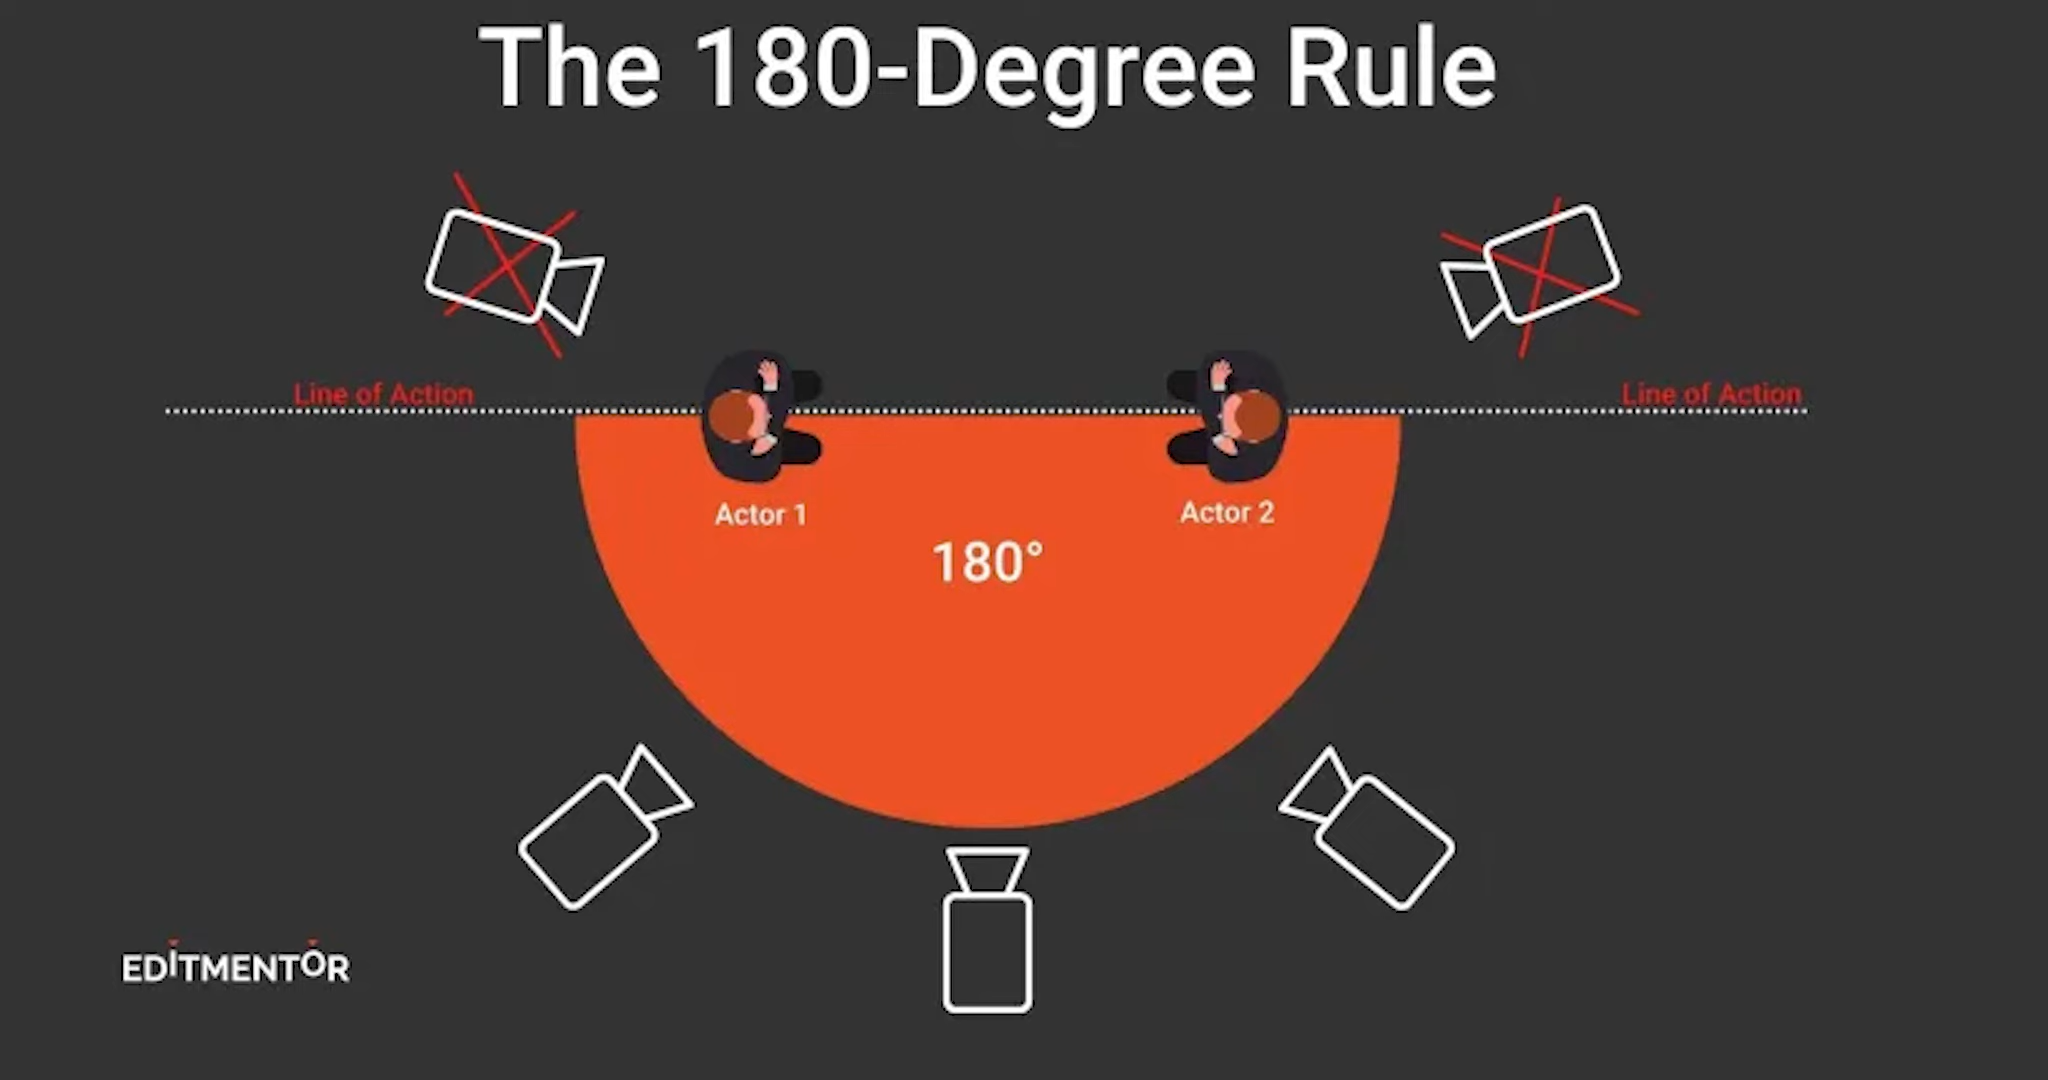 The 180-Degree Rule
Line of Action
Line of Action
Actor 1
Actor 2
180°
EDITMENTOR